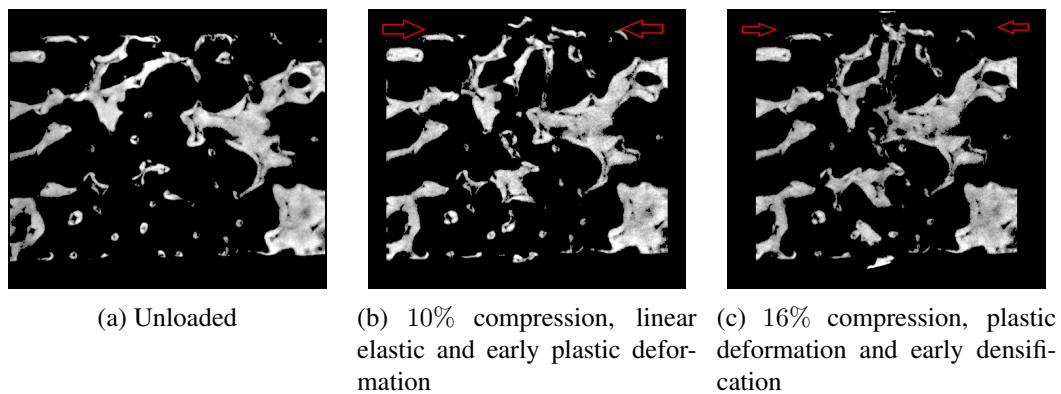 (a) Unloaded
(b) 10% compression, linear
elastic and early plastic defor-
mation
(c) 16% compression, plastic
deformation and early densifi-
cation